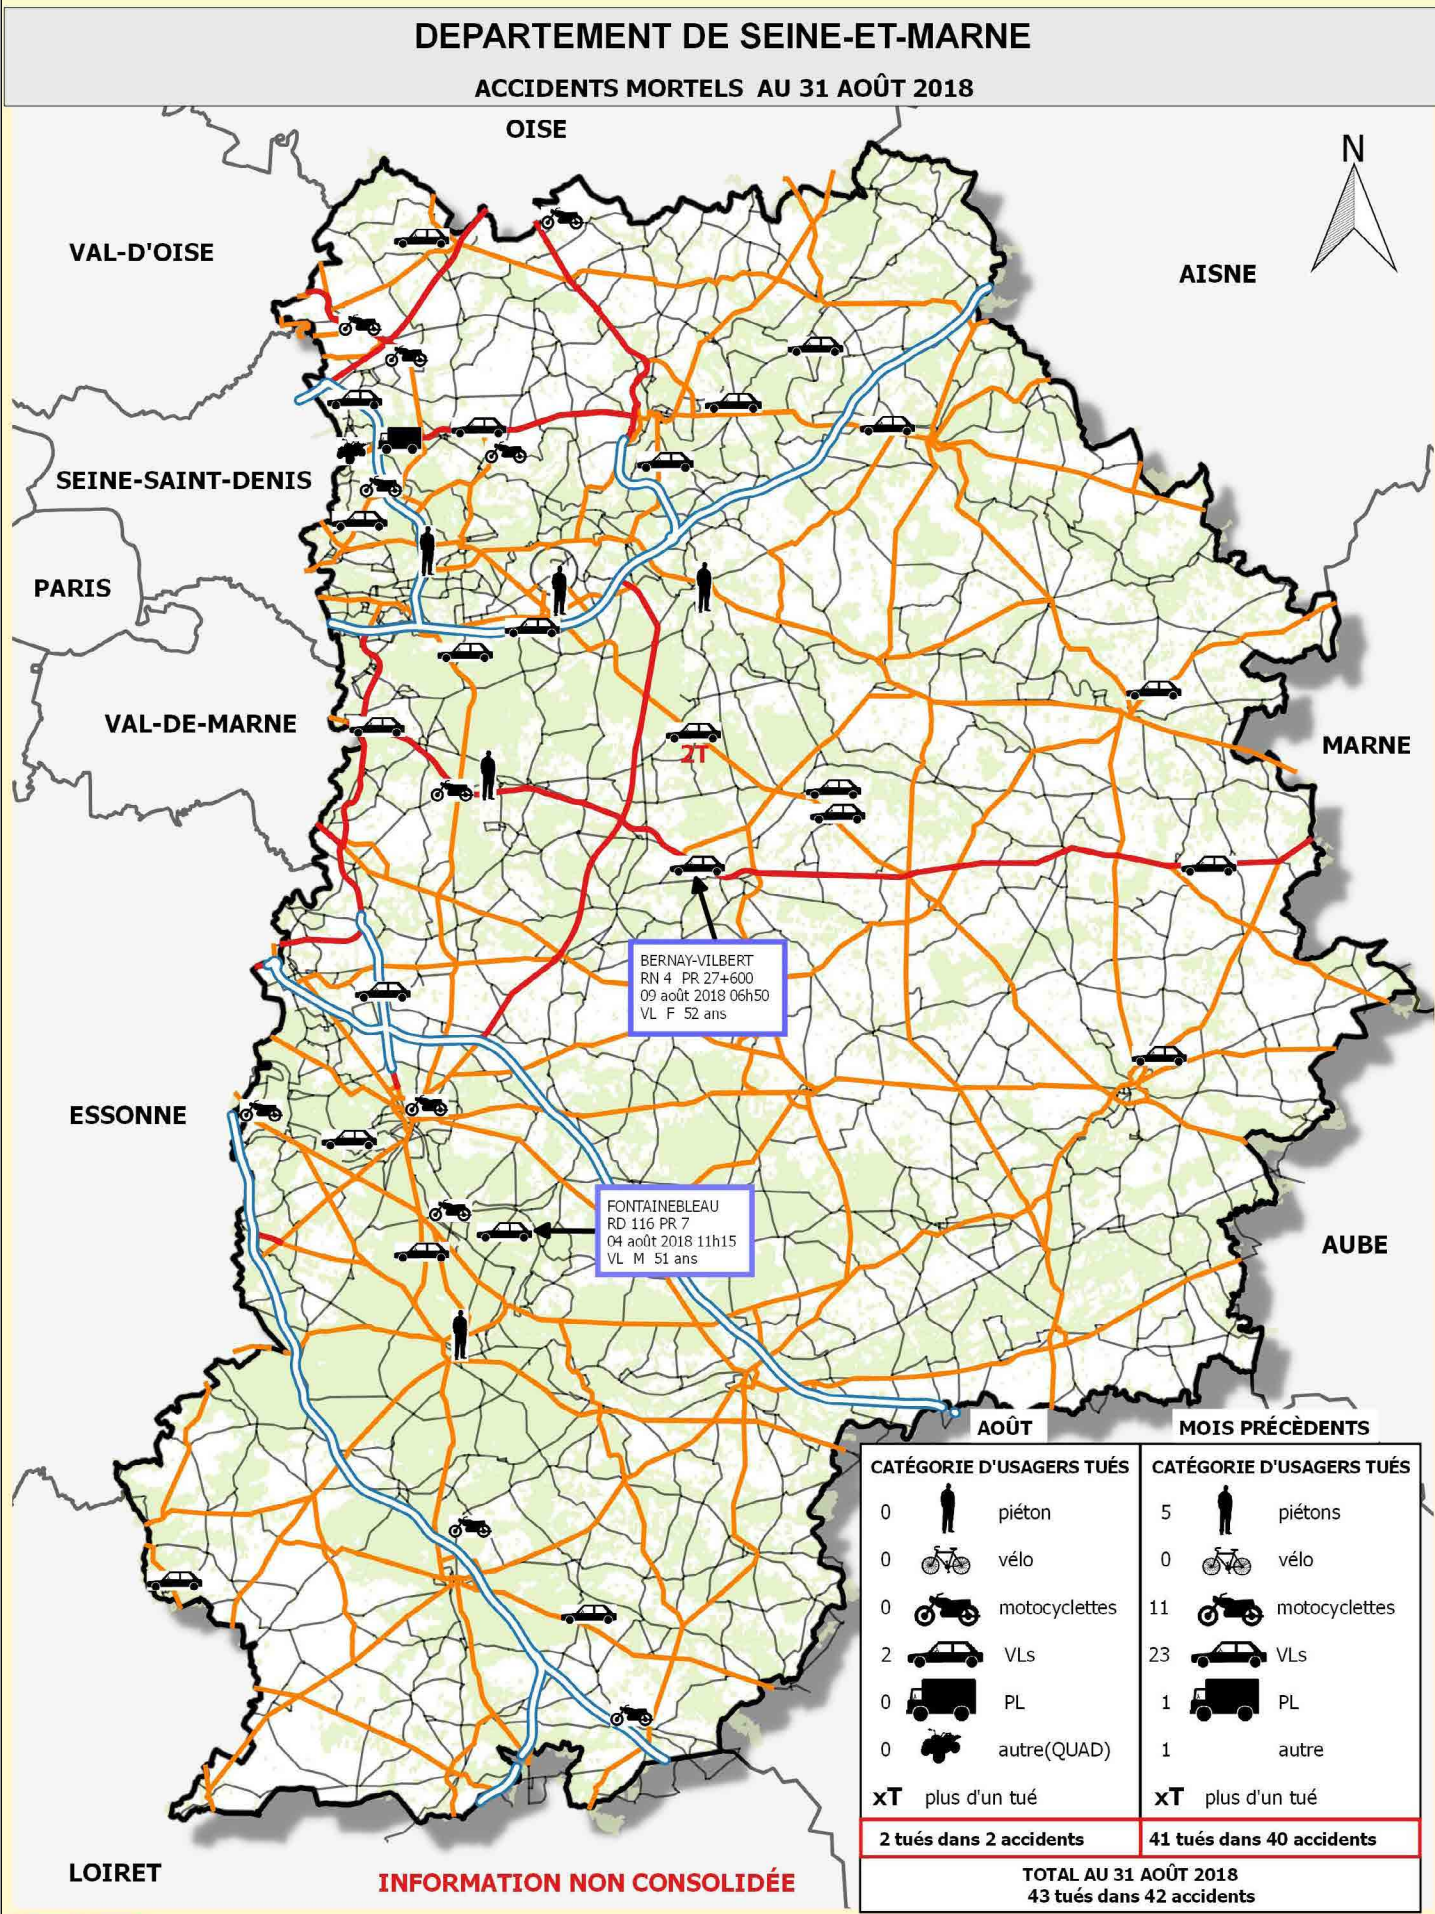 DEPARTEMENT DE SEINE-ET-MARNE
ACCIDENTS MORTELS AU 31 AOÛT 2018
OISE
N
VAL-D'OISE
AISNE
SEINE-SAINT-DENIS
PARIS
VAL-DE-MARNE
MARNE
2T
BERNAY-VILBERT
RN 4 PR 27+600
09 août 2018 06h50
VL F 52 ans
ESSONNE
FONTAINEBLEAU
RD 116 PR 7
04 août 2018 11h15
VL M 51 ans
AUBE
LOIRET
INFORMATION NON CONSOLIDÉE
AOÛT
CATÉGORIE D'USAGERS TUÉS
0 piéton
0 vélo
0 motocyclettes
2 VLs
0 PL
0 autre(QUAD)
xT plus d'un tué
2 tués dans 2 accidents
MOIS PRÉCÈDENTS
CATÉGORIE D'USAGERS TUÉS
5 piétons
0 vélo
11 motocyclettes
23 VLs
1 PL
1 autre
xT plus d'un tué
41 tués dans 40 accidents
TOTAL AU 31 AOÛT 2018
43 tués dans 42 accidents